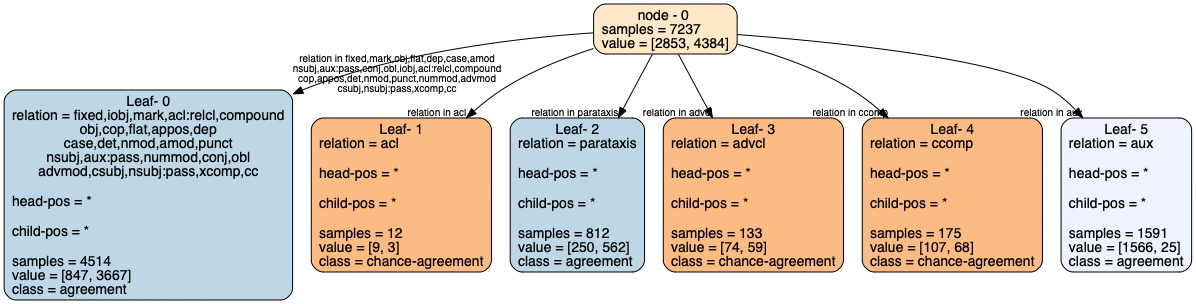 node - 0
samples = 7237
value = [2853, 4384]
relation in fixed,mark,obj,flat,dep,case,amod
nsubj,aux:pass,conj,obl,iobj,acl:relcl,compound
cop,appos,det,nmod,punct,nummod,advmod
csubj,nsubj:pass,xcomp,cc
relation in acl
relation in parataxis
relation in advcl
relation in ccomp
relation in aux
Leaf- 0
relation = fixed,iobj,mark,acl:relcl,compound
obj,cop,flat,appos,dep
case,det,nmod,amod,punct
nsubj,aux:pass,nummod,conj,obl
advmod,csubj,nsubj:pass,xcomp,cc
head-pos = *
child-pos = *
samples = 4514
value = [847, 3667]
class = agreement
Leaf- 1
relation = acl
head-pos = *
child-pos = *
samples = 12
value = [9, 3]
class = chance-agreement
Leaf- 2
relation = parataxis
head-pos = *
child-pos = *
samples = 812
value = [250, 562]
class = agreement
Leaf- 3
relation = advcl
head-pos = *
child-pos = *
samples = 133
value = [74, 59]
class = chance-agreement
Leaf- 4
relation = ccomp
head-pos = *
child-pos = *
samples = 175
value = [107, 68]
class = chance-agreement
Leaf- 5
relation = aux
head-pos = *
child-pos = *
samples = 1591
value = [1566, 25]
class = agreement